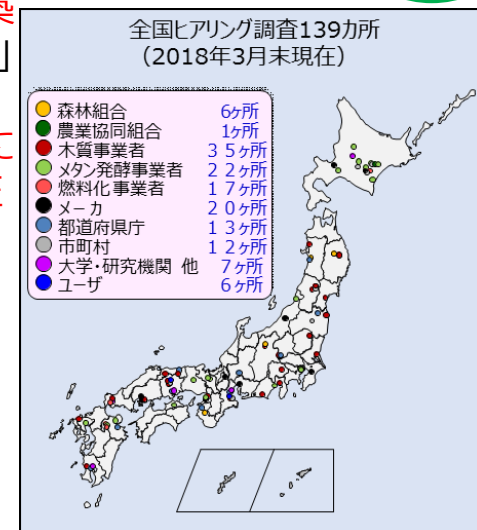 全国ヒアリング調査139カ所
（2018年3月末現在）
森林組合 6ヶ所
農業協同組合 1ヶ所
木質事業者 35ヶ所
メタン発酵事業者 22ヶ所
燃料化事業者 17ヶ所
メーカ 20ヶ所
都道府県庁 13ヶ所
市町村 12ヶ所
大学・研究機関 他 7ヶ所
ユーザ 6ヶ所
」